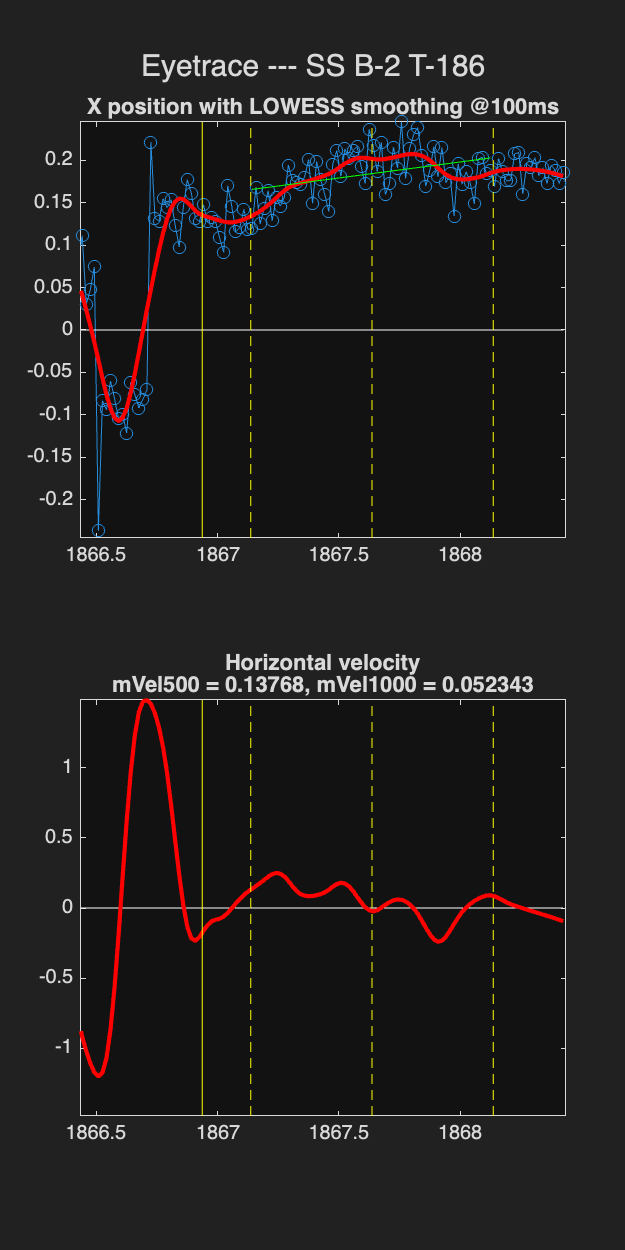 Eyetrace --- SS B-2 T-186
X position with LOWESS smoothing @100ms
0.2
0.15
0.1
0.05
0
-0.05
-0.1
-0.15
-0.2
1866.5 1867 1867.5 1868
Horizontal velocity
mVel500 = 0.13768, mVel1000 = 0.052343
1
0.5
0
-0.5
-1
1866.5 1867 1867.5 1868